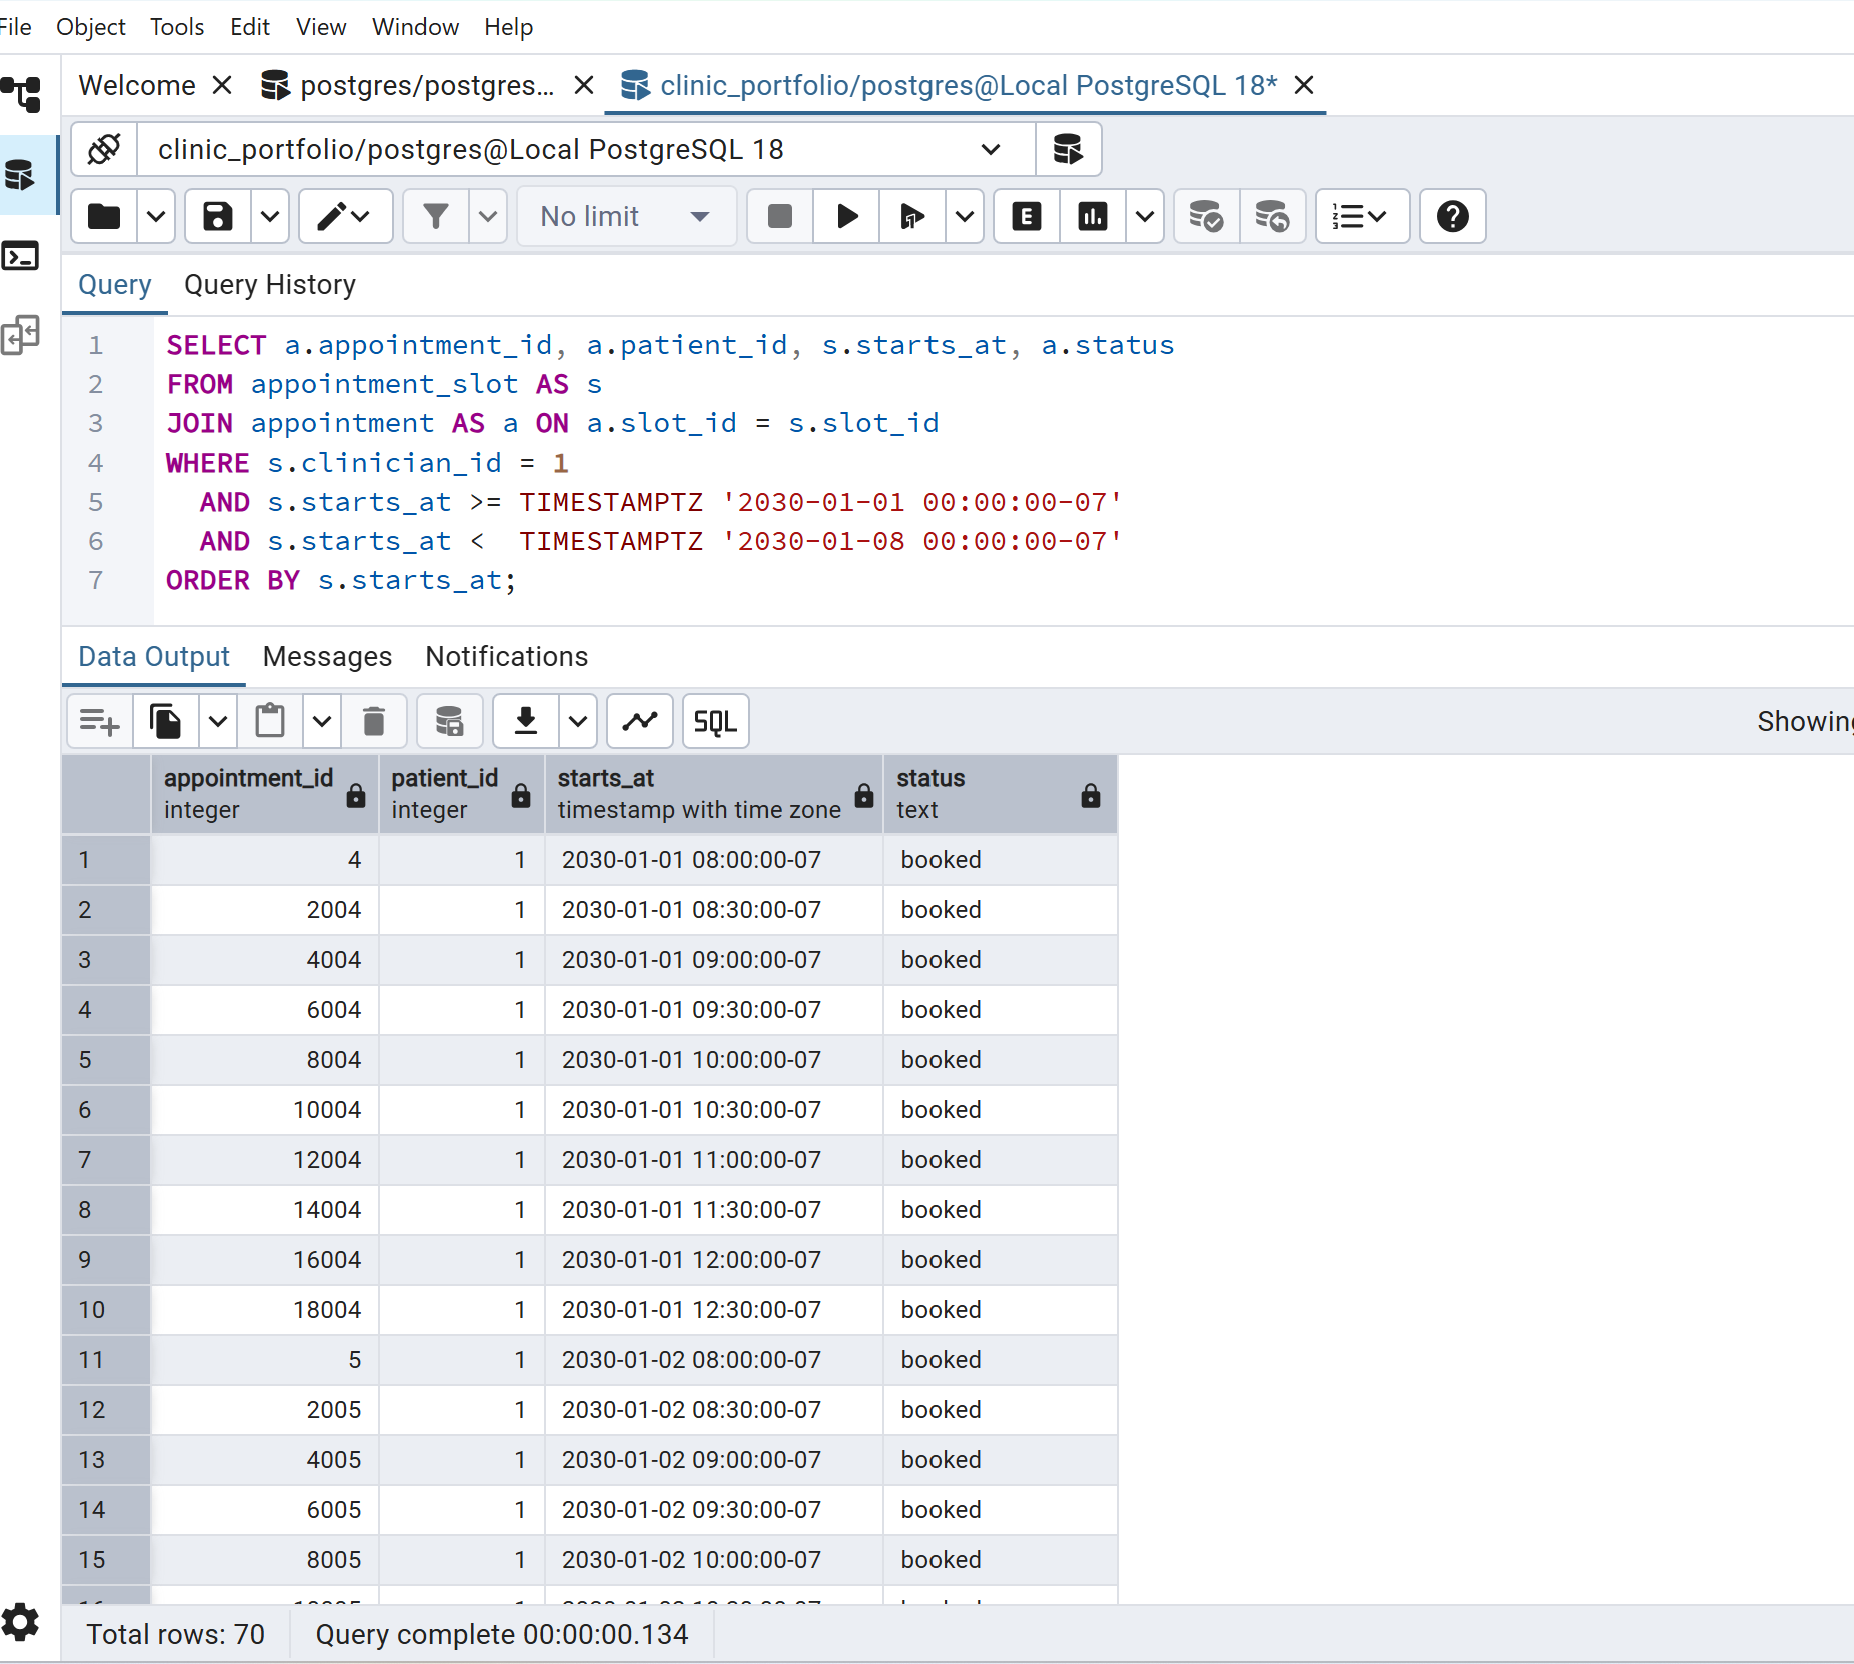 File Object Tools Edit View Window Help
Welcome postgres/postgres... clinic_portfolio/postgres@Local PostgreSQL 18*
clinic_portfolio/postgres@Local PostgreSQL 18
No limit
Query Query History
1 SELECT a.appointment_id, a.patient_id, s.starts_at, a.status
2 FROM appointment_slot AS s
3 JOIN appointment AS a ON a.slot_id = s.slot_id
4 WHERE s.clinician_id = 1
5 AND s.starts_at >= TIMESTAMPTZ '2030-01-01 00:00:00-07'
6 AND s.starts_at < TIMESTAMPTZ '2030-01-08 00:00:00-07'
7 ORDER BY s.starts_at;
Data Output Messages Notifications
SQL Showing
appointment_id patient_id starts_at status
integer integer timestamp with time zone text
1 4 1 2030-01-01 08:00:00-07 booked
2 2004 1 2030-01-01 08:30:00-07 booked
3 4004 1 2030-01-01 09:00:00-07 booked
4 6004 1 2030-01-01 09:30:00-07 booked
5 8004 1 2030-01-01 10:00:00-07 booked
6 10004 1 2030-01-01 10:30:00-07 booked
7 12004 1 2030-01-01 11:00:00-07 booked
8 14004 1 2030-01-01 11:30:00-07 booked
9 16004 1 2030-01-01 12:00:00-07 booked
10 18004 1 2030-01-01 12:30:00-07 booked
11 5 1 2030-01-02 08:00:00-07 booked
12 2005 1 2030-01-02 08:30:00-07 booked
13 4005 1 2030-01-02 09:00:00-07 booked
14 6005 1 2030-01-02 09:30:00-07 booked
15 8005 1 2030-01-02 10:00:00-07 booked
Total rows: 70 Query complete 00:00:00.134